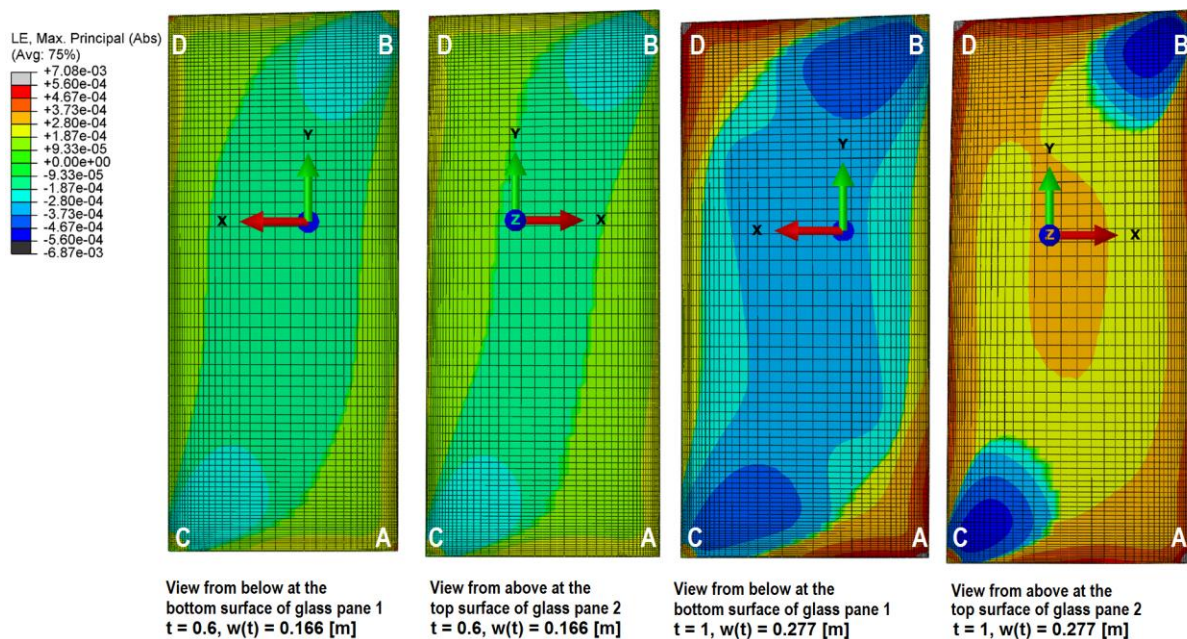 LE, Max. Principal (Abs)
(Avg: 75%)
+7.08e-03
+5.60e-04
+4.67e-04
+3.73e-04
+2.80e-04
+1.87e-04
+9.33e-05
+0.00e+00
-9.33e-05
-1.87e-04
-2.80e-04
-3.73e-04
-4.67e-04
-5.60e-04
-6.87e-03
D B
Y
X
C A
D B
Y
Z X
C A
D B
Y
X
C A
D B
Y
Z X
C A
View from below at the
bottom surface of glass pane 1
t = 0.6, w(t) = 0.166 [m]
View from above at the
top surface of glass pane 2
t = 0.6, w(t) = 0.166 [m]
View from below at the
bottom surface of glass pane 1
t = 1, w(t) = 0.277 [m]
View from above at the
top surface of glass pane 2
t = 1, w(t) = 0.277 [m]